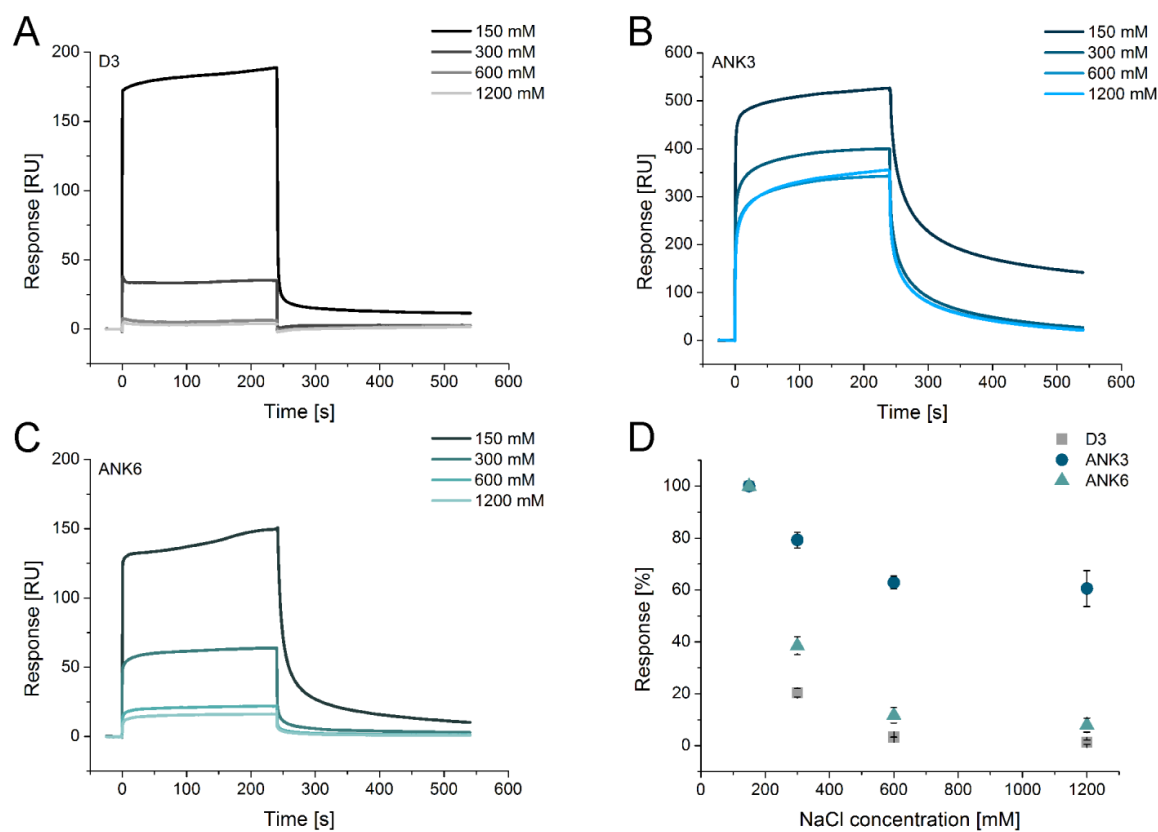 A
D3
150 mM
300 mM
600 mM
1200 mM
200
150
100
50
0
Response [RU]
0 100 200 300 400 500 600
Time [s]
B
ANK3
150 mM
300 mM
600 mM
1200 mM
600
500
400
300
200
100
0
Response [RU]
0 100 200 300 400 500 600
Time [s]
C
ANK6
150 mM
300 mM
600 mM
1200 mM
200
150
100
50
0
Response [RU]
0 100 200 300 400 500 600
Time [s]
D
D3
ANK3
ANK6
100
80
60
40
20
0
Response [%]
0 200 400 600 800 1000 1200
NaCl concentration [mM]